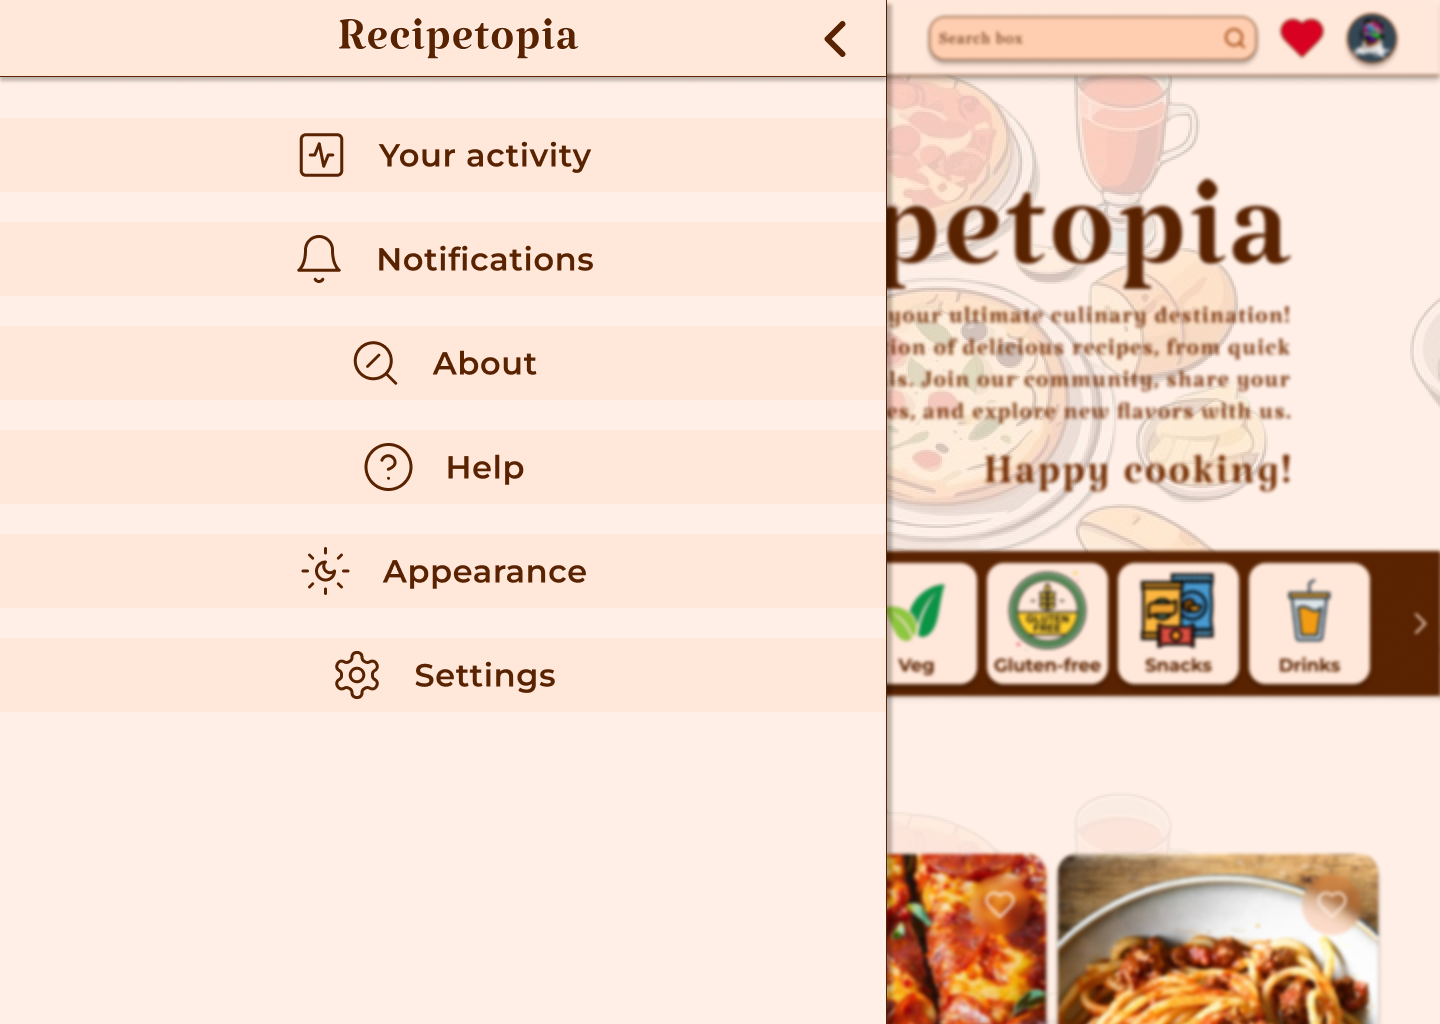 Recipetopia
Your activity
Notifications
About
Help
Appearance
Settings
Search box
petopia
your ultimate culinary destination!
ion of delicious recipes, from quick
ls. Join our community, share your
es, and explore new flavors with us.
Happy cooking!
GLUTEN
FREE
Veg
Gluten-free
Snacks
Drinks